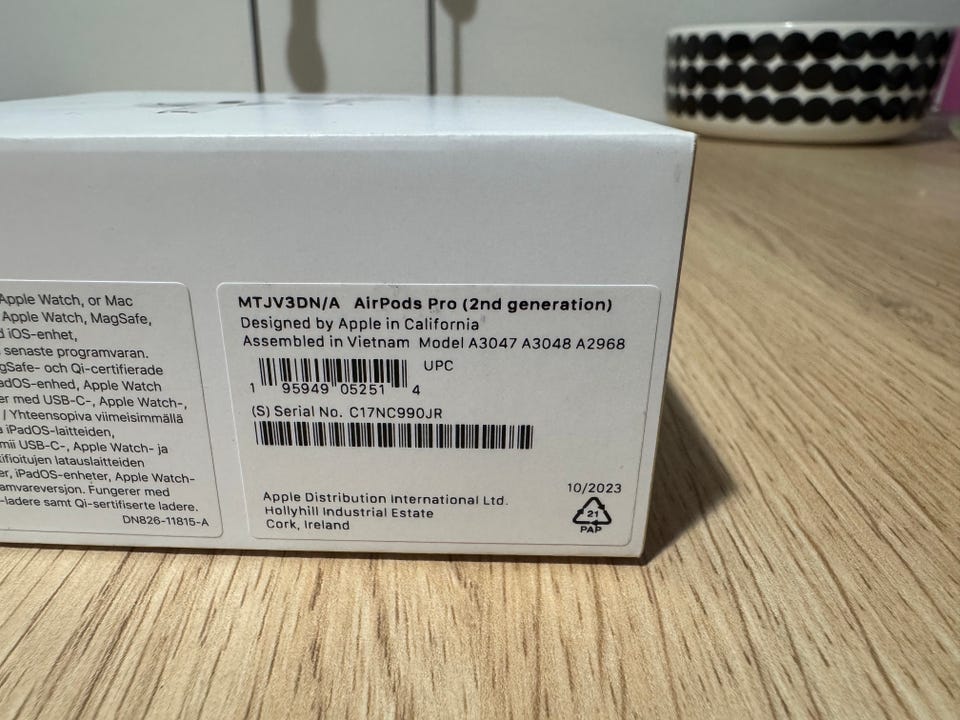 Apple Watch, or Mac
Apple Watch, MagSafe,
iOS-enhet,
senaste programvaran.
gSafe- och Qi-certifierade
adOS-enhed, Apple Watch
er med USB-C-, Apple Watch-,
/ Yhteensopiva viimeisimmällä
iPadOS-laitteiden,
mii USB-C-, Apple Watch- ja
tifioitujen latauslaitteiden
er, iPadOS-enheter, Apple Watch-
amvareversjon. Fungerer med
-ladere samt Qi-sertifiserte ladere.
DN826-11815-A
MTJV3DN/A AirPods Pro (2nd generation)
Designed by Apple in California
Assembled in Vietnam Model A3047 A3048 A2968
UPC
1 95949 05251 4
(S) Serial No. C17NC990JR
Apple Distribution International Ltd.
Hollyhill Industrial Estate
Cork, Ireland
10/2023
21
PAP